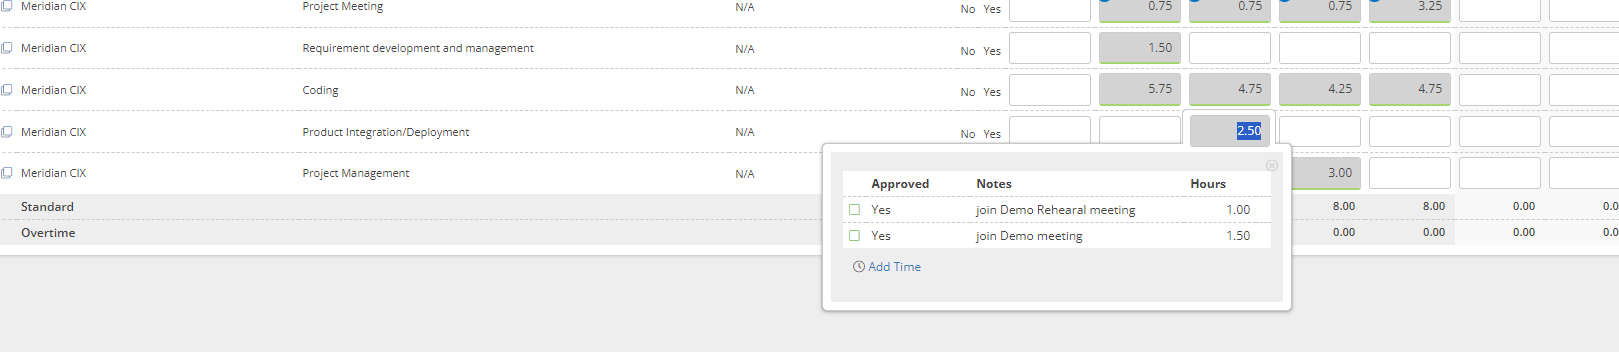 Meridian CIX Project Meeting N/A No Yes 0.75 0.75 0.75 3.25
Meridian CIX Requirement development and management N/A No Yes 1.50
Meridian CIX Coding N/A No Yes 5.75 4.75 4.25 4.75
Meridian CIX Product Integration/Deployment N/A No Yes 2.50
Meridian CIX Project Management N/A 3.00
Standard 8.00 8.00 0.00 0.0
Overtime 0.00 0.00 0.00 0.0
Approved Notes Hours
Yes join Demo Rehearal meeting 1.00
Yes join Demo meeting 1.50
Add Time